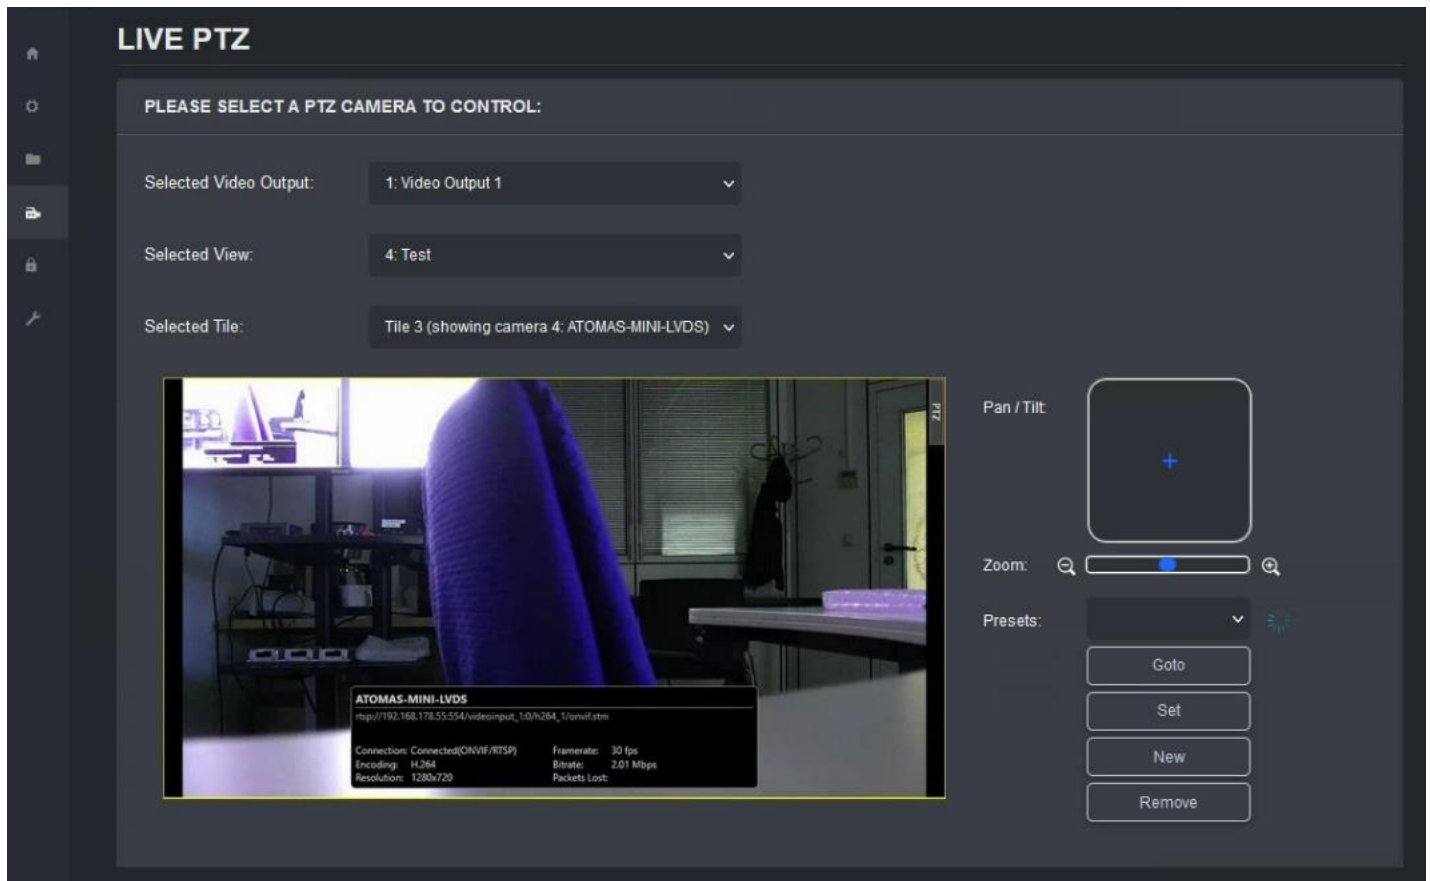 LIVE PTZ
PLEASE SELECT A PTZ CAMERA TO CONTROL:
Selected Video Output: 1: Video Output 1
Selected View: 4: Test
Selected Tile: Tile 3 (showing camera 4: ATOMAS-MINI-LVDS)
PTZ
ATOMAS-MINI-LVDS
rtsp://192.168.178.55:554/videoinput_1:0/h264_1/onvif.stm
Connection: Connected(ONVIF/RTSP) Framerate: 30 fps
Encoding: H.264 Bitrate: 2.01 Mbps
Resolution: 1280x720 Packets Lost:
Pan / Tilt:
Zoom:
Presets:
Goto
Set
New
Remove